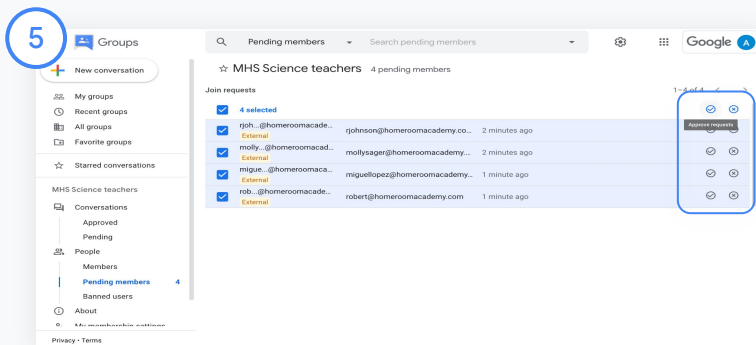 5
Groups
Pending members
Search pending members
Google
A
New conversation
MHS Science teachers 4 pending members
Join requests
1–4 of 4
My groups
Recent groups
All groups
Favorite groups
Starred conversations
MHS Science teachers
Conversations
Approved
Pending
People
Members
Pending members 4
Banned users
About
My membership settings
Privacy • Terms
4 selected
Approve requests
rjoh...@homeroomacade... rjohnson@homeroomacademy.co... 2 minutes ago
External
molly...@homeroomacad... mollysager@homeroomacademy.... 2 minutes ago
External
migue...@homeroomaca... miguellopez@homeroomacademy... 1 minute ago
External
rob...@homeroomacade... robert@homeroomacademy.com 1 minute ago
External